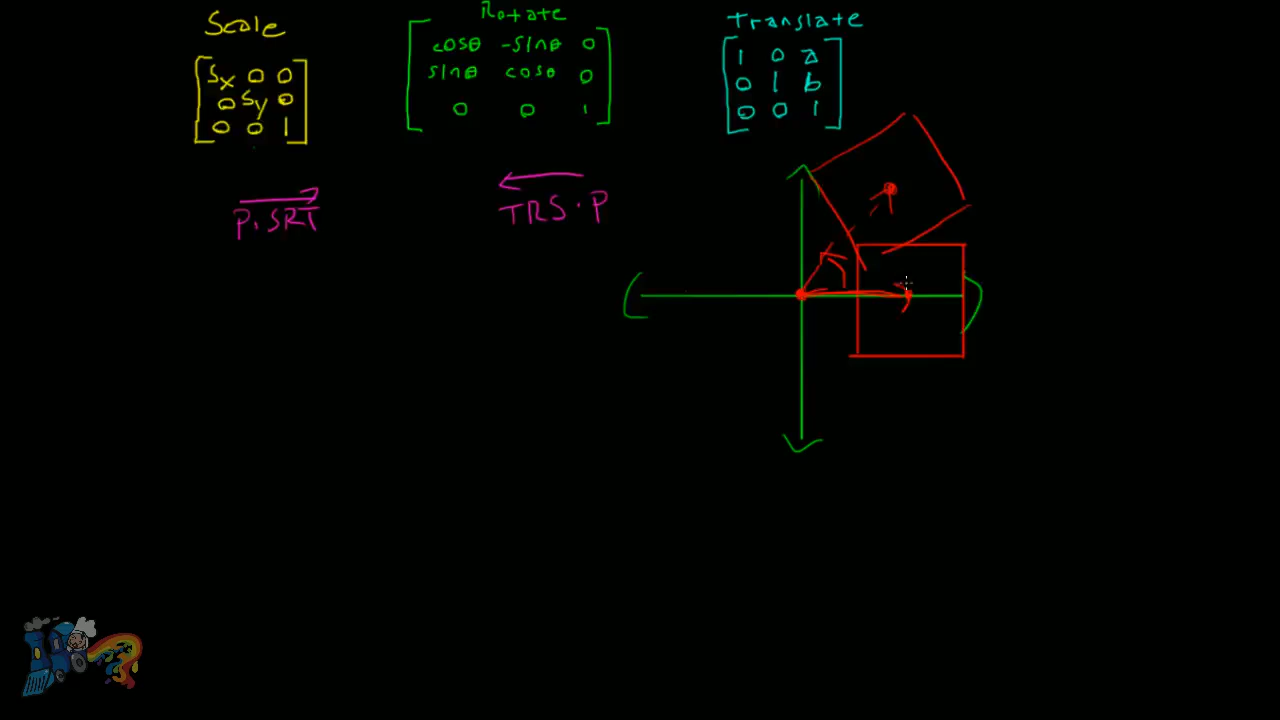 Scale
Sx 0 0
0 Sy 0
0 0 1
Rotate
cosθ -sinθ 0
sinθ cosθ 0
0 0 1
Translate
1 0 a
0 1 b
0 0 1
P.SRT
TRS·P